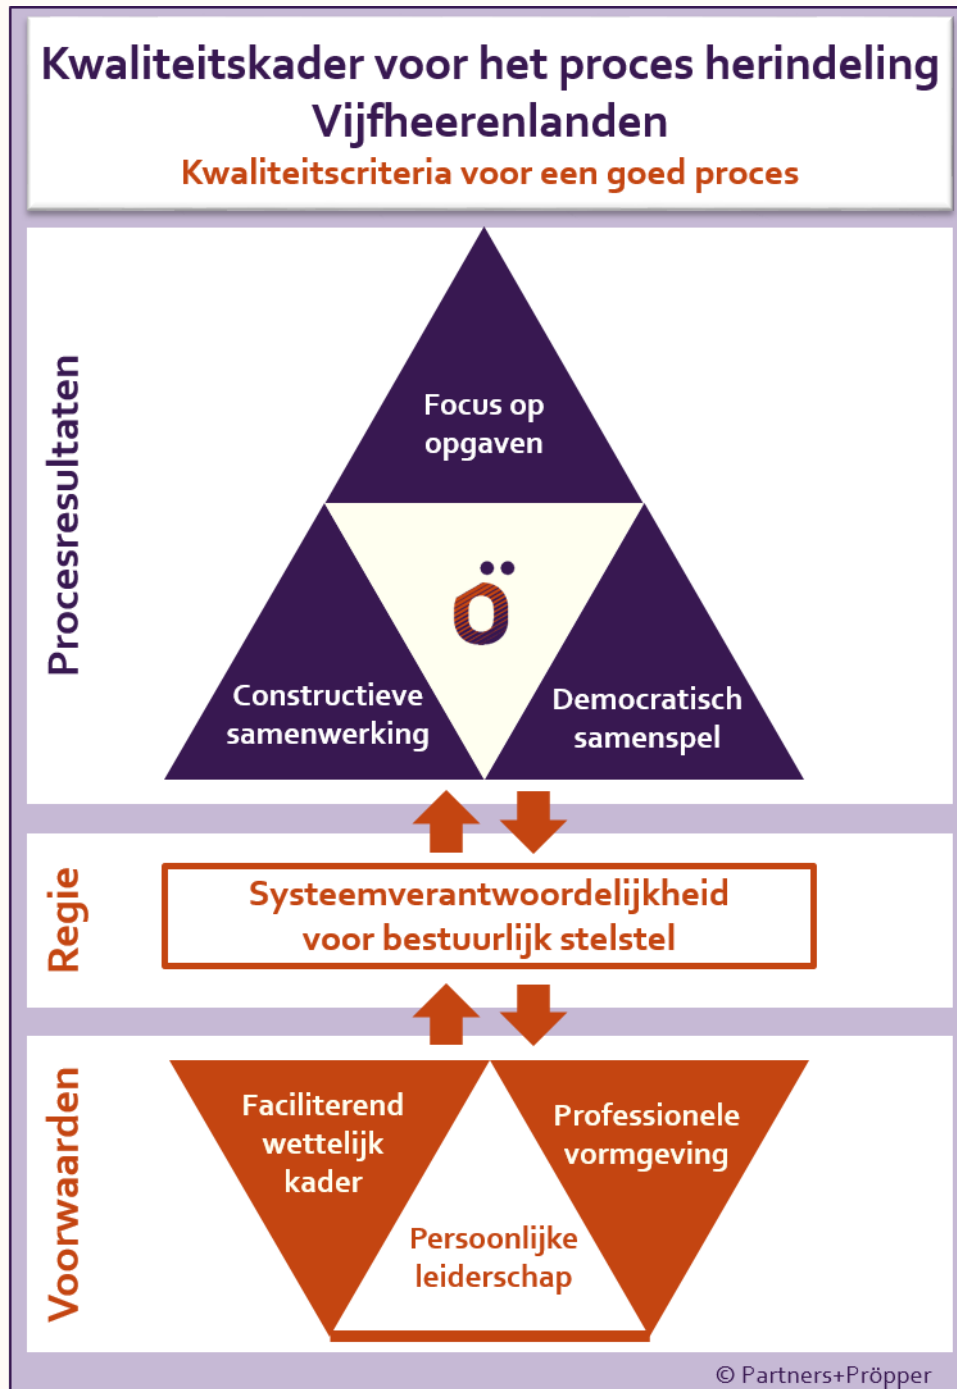 Kwaliteitskader voor het proces herindeling
Vijfheerenlanden
Kwaliteitscriteria voor een goed proces
Procesresultaten
Focus op
opgaven
Ö
Constructieve
samenwerking
Democratisch
samenspel
Regie
Systeemverantwoordelijkheid
voor bestuurlijk stelstel
Voorwaarden
Faciliterend
wettelijk
kader
Professionele
vormgeving
Persoonlijke
leiderschap
© Partners+Pröpper